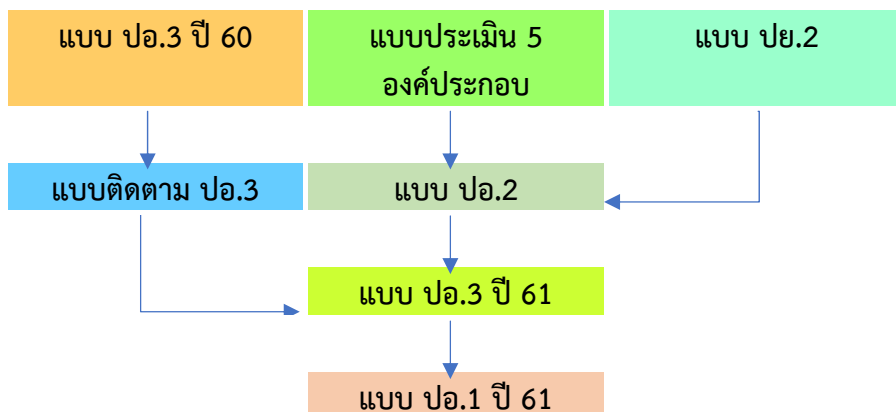 แบบ ปอ.3 ปี 60
แบบประเมิน 5
องค์ประกอบ
แบบ ปย.2
แบบติดตาม ปอ.3
แบบ ปอ.2
แบบ ปอ.3 ปี 61
แบบ ปอ.1 ปี 61